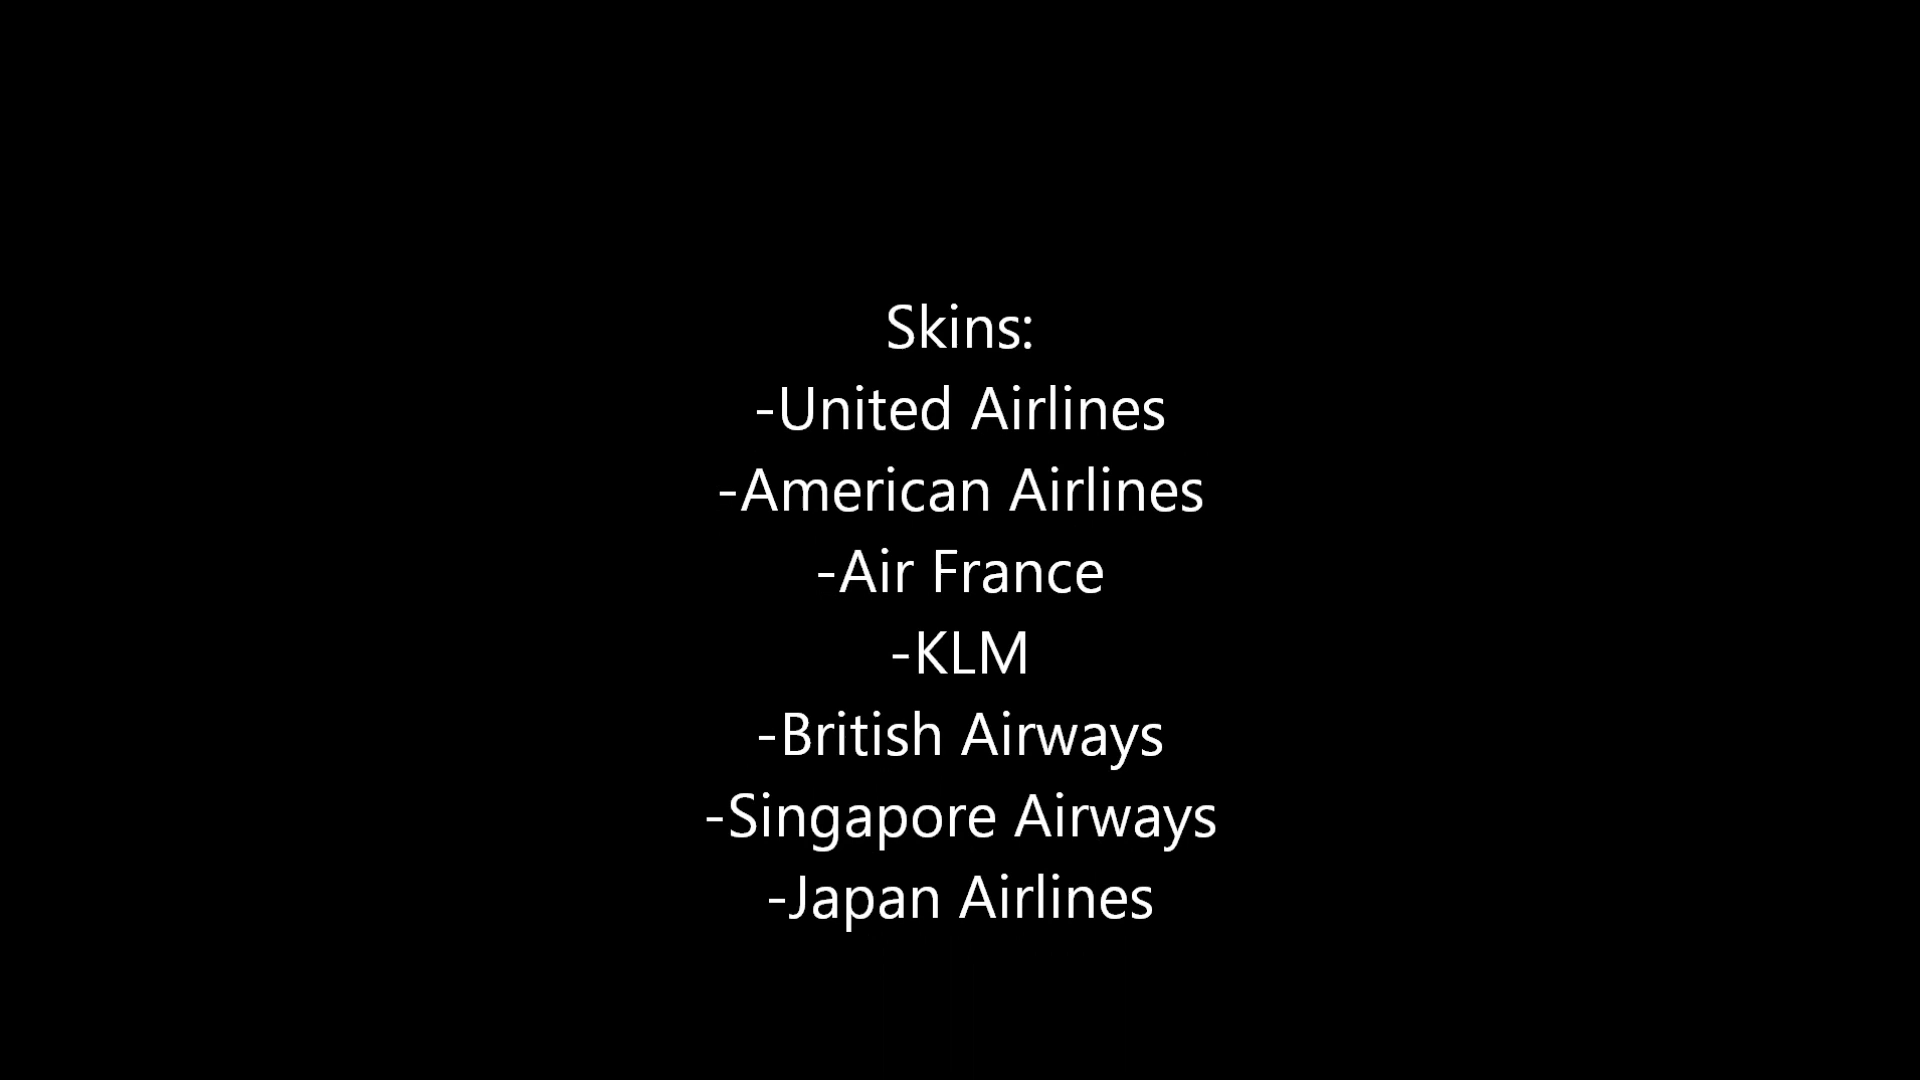 Skins:
-United Airlines
-American Airlines
-Air France
-KLM
-British Airways
-Singapore Airways
-Japan Airlines